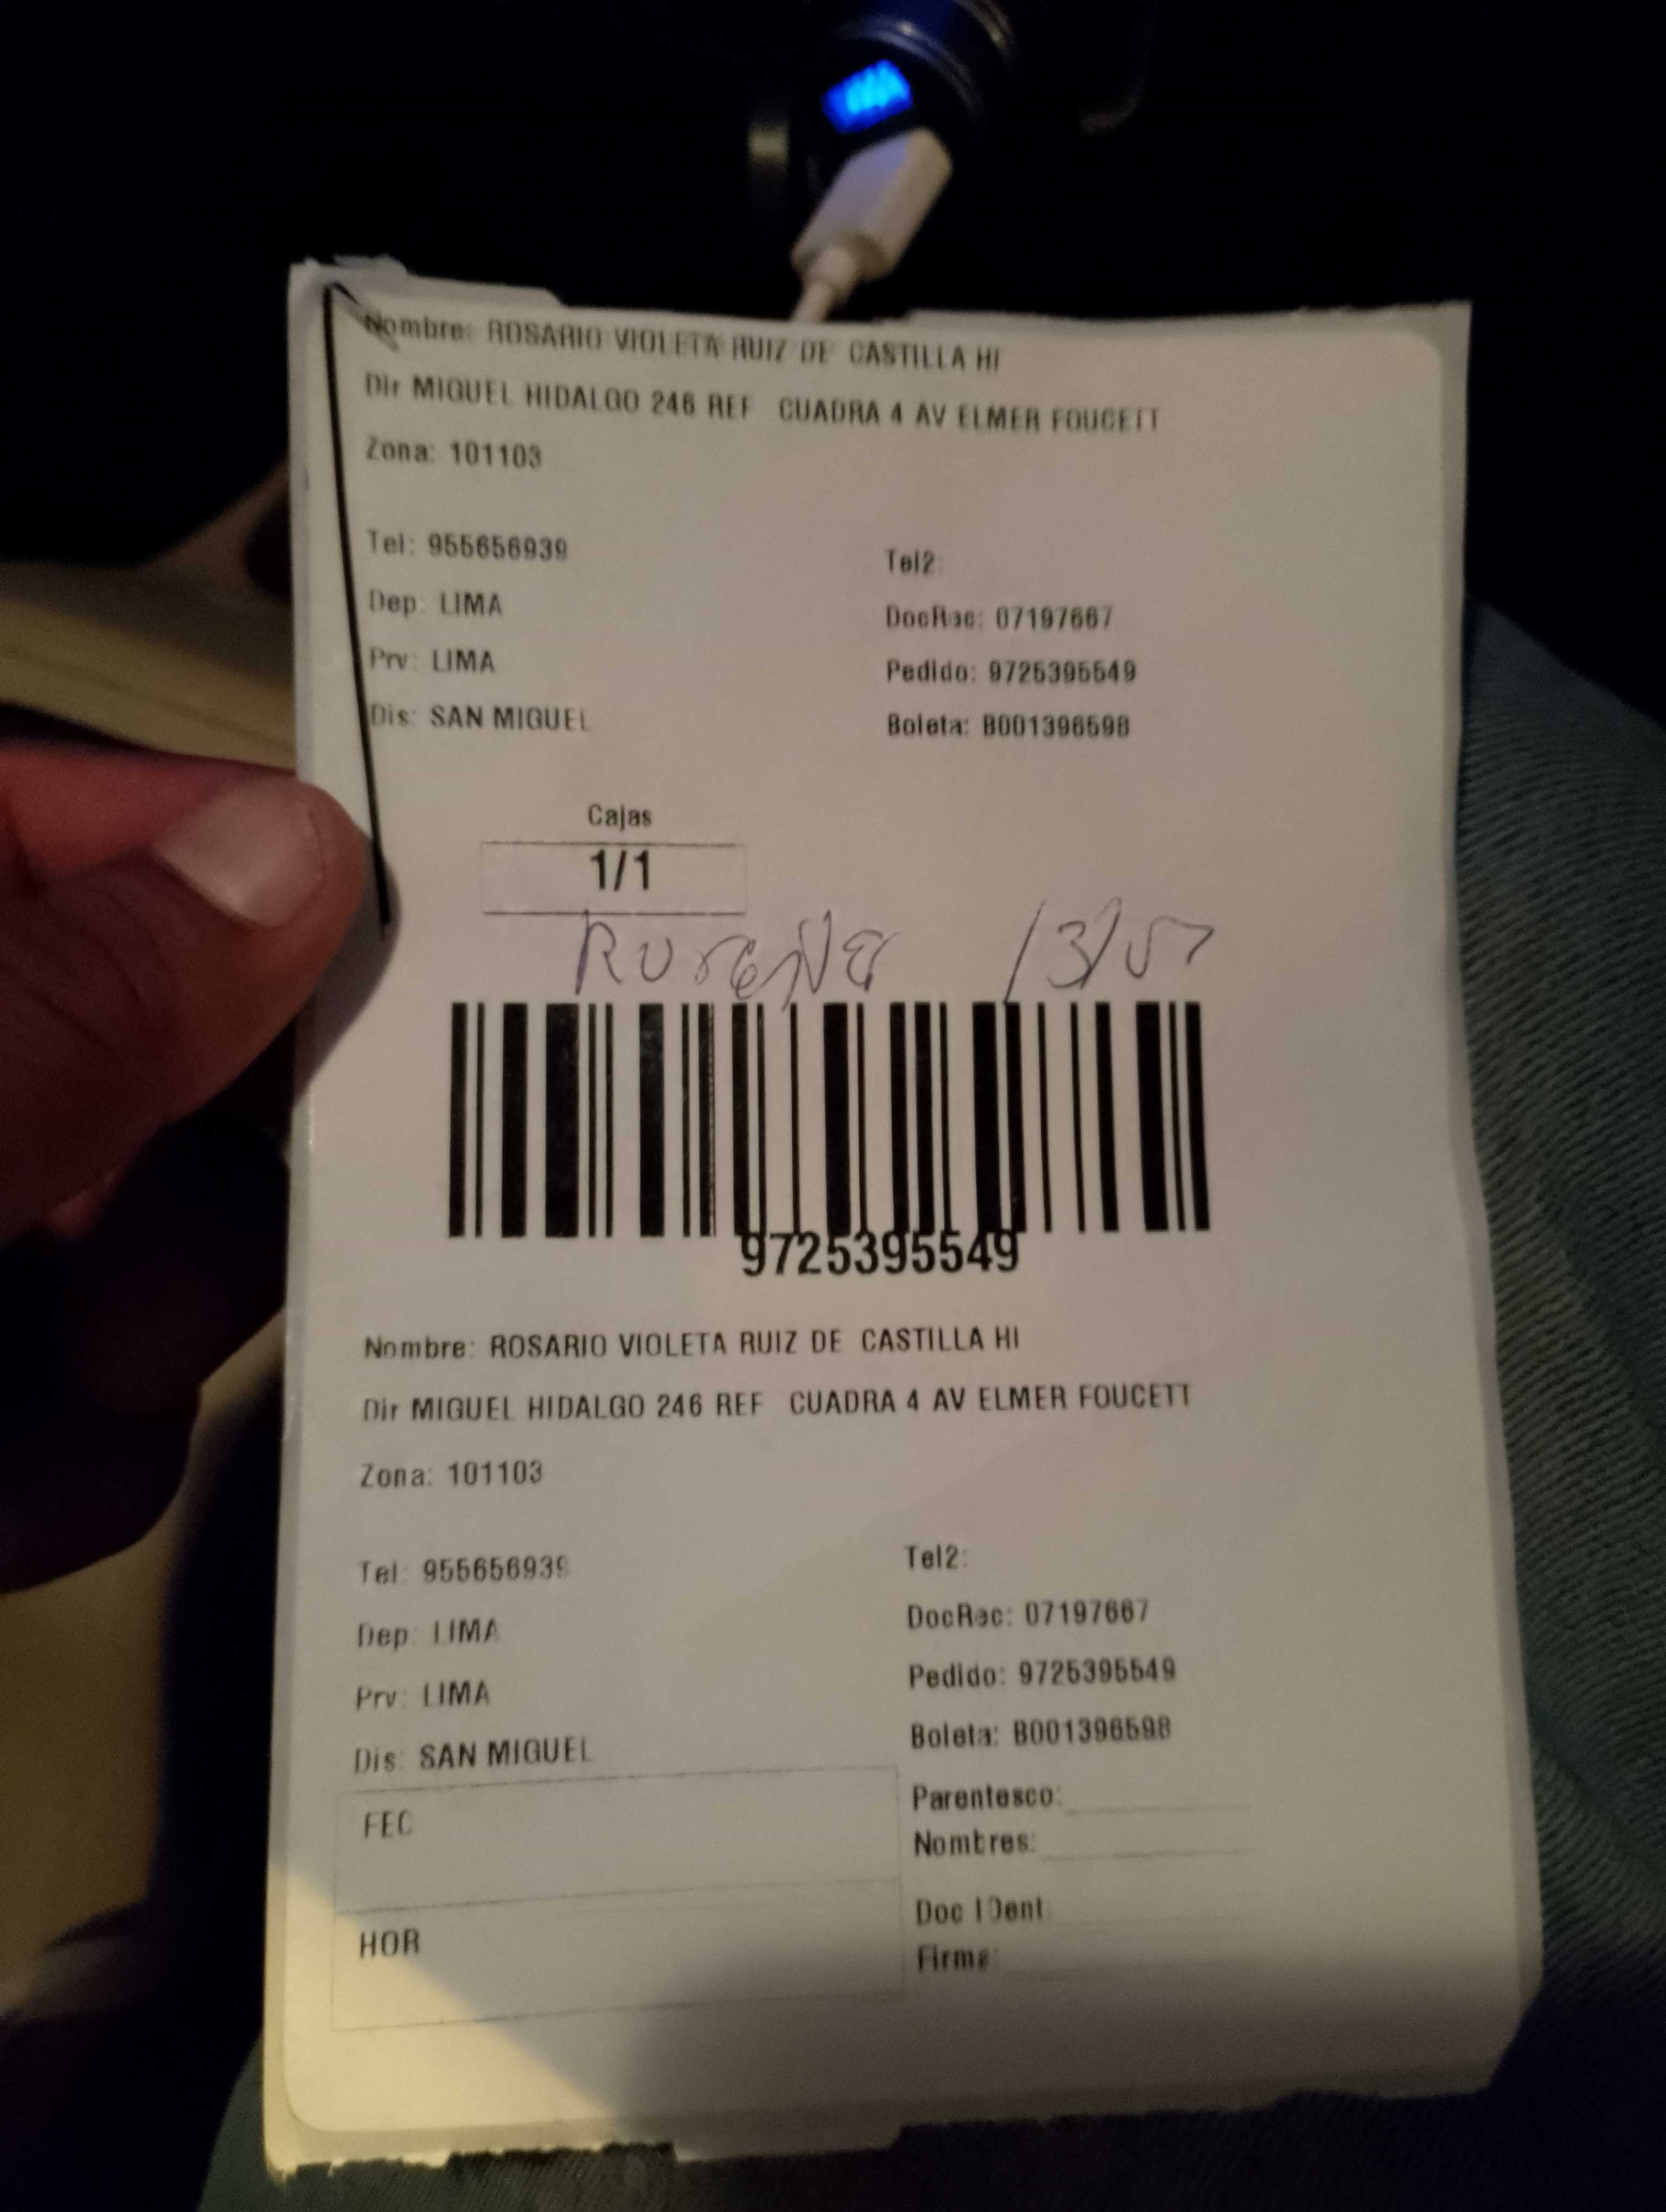 Nombre: ROSARIO VIOLETA RUIZ DE CASTILLA HI
Dir MIGUEL HIDALGO 246 REF CUADRA 4 AV ELMER FOUCETT
Zona: 101103
Tel: 955656939 Tel2:
Dep: LIMA DocRec: 07197667
Prv: LIMA Pedido: 9725395549
Dis: SAN MIGUEL Boleta: B001396598
Cajas
1/1
13/07
9725395549
Nombre: ROSARIO VIOLETA RUIZ DE CASTILLA HI
Dir MIGUEL HIDALGO 246 REF CUADRA 4 AV ELMER FOUCETT
Zona: 101103
Tel: 955656939 Tel2:
Dep: LIMA DocRec: 07197667
Prv: LIMA Pedido: 9725395549
Dis: SAN MIGUEL Boleta: B001396598
FEC Parentesco:
Nombres:
HOR Doc IDent:
Firma: